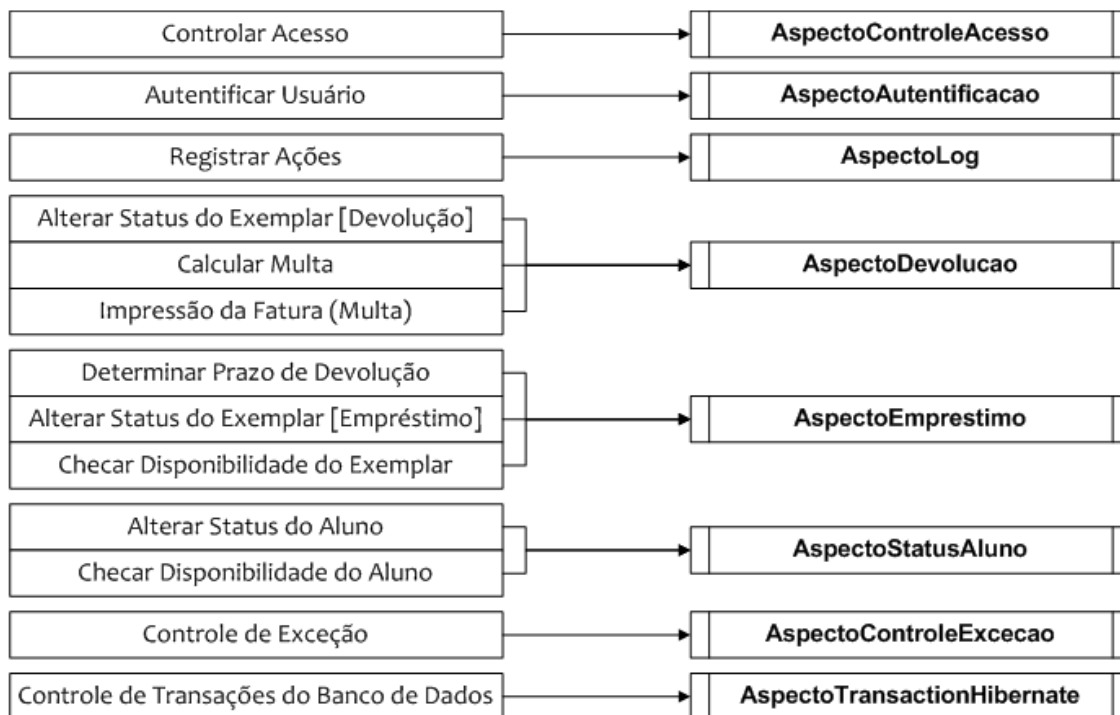 Controlar Acesso
AspectoControleAcesso
Autentificar Usuário
AspectoAutentificacao
Registrar Ações
AspectoLog
Alterar Status do Exemplar [Devolução]
Calcular Multa
Impressão da Fatura (Multa)
AspectoDevolucao
Determinar Prazo de Devolução
Alterar Status do Exemplar [Empréstimo]
Checar Disponibilidade do Exemplar
AspectoEmprestimo
Alterar Status do Aluno
Checar Disponibilidade do Aluno
AspectoStatusAluno
Controle de Exceção
AspectoControleExcecao
Controle de Transações do Banco de Dados
AspectoTransactionHibernate